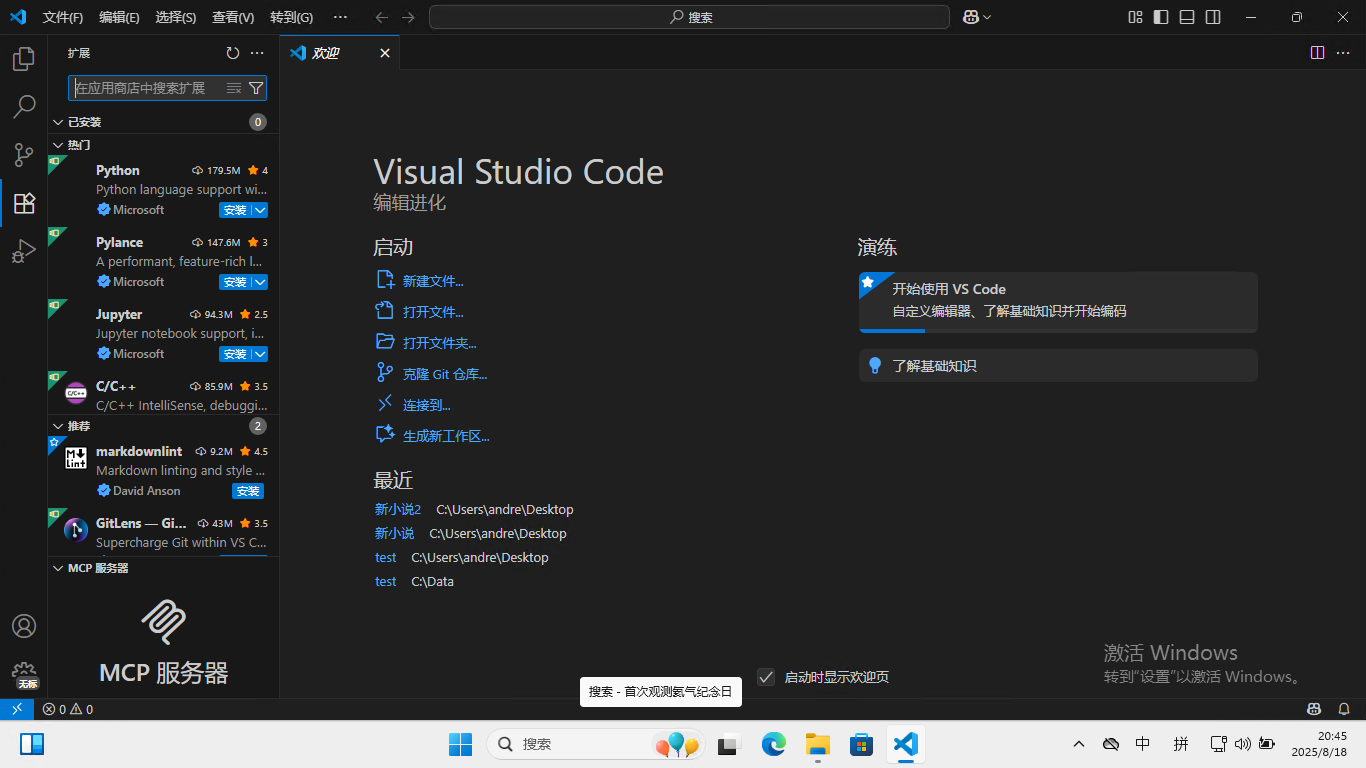 文件(F) 编辑(E) 选择(S) 查看(V) 转到(G) ··· 搜索
扩展
欢迎
在应用商店中搜索扩展
已安装 0
热门
Python 179.5M 4
Python language support wi...
Microsoft 安装
Pylance 147.6M 3
A performant, feature-rich l...
Microsoft 安装
Jupyter 94.3M 2.5
Jupyter notebook support, i...
Microsoft 安装
C/C++ 85.9M 3.5
C/C++ IntelliSense, debuggi...
推荐 2
markdownlint 9.2M 4.5
Markdown linting and style ...
David Anson 安装
GitLens — Gi... 43M 3.5
Supercharge Git within VS C...
MCP 服务器
MCP 服务器
无标
Visual Studio Code
编辑进化
启动
新建文件...
打开文件...
打开文件夹...
克隆 Git 仓库...
连接到...
生成新工作区...
最近
新小说2 C:\Users\andre\Desktop
新小说 C:\Users\andre\Desktop
test C:\Users\andre\Desktop
test C:\Data
演练
开始使用 VS Code
自定义编辑器、了解基础知识并开始编码
了解基础知识
启动时显示欢迎页
激活 Windows
转到"设置"以激活 Windows。
搜索 - 首次观测氦气纪念日
0 0
搜索
中 拼
20:45
2025/8/18